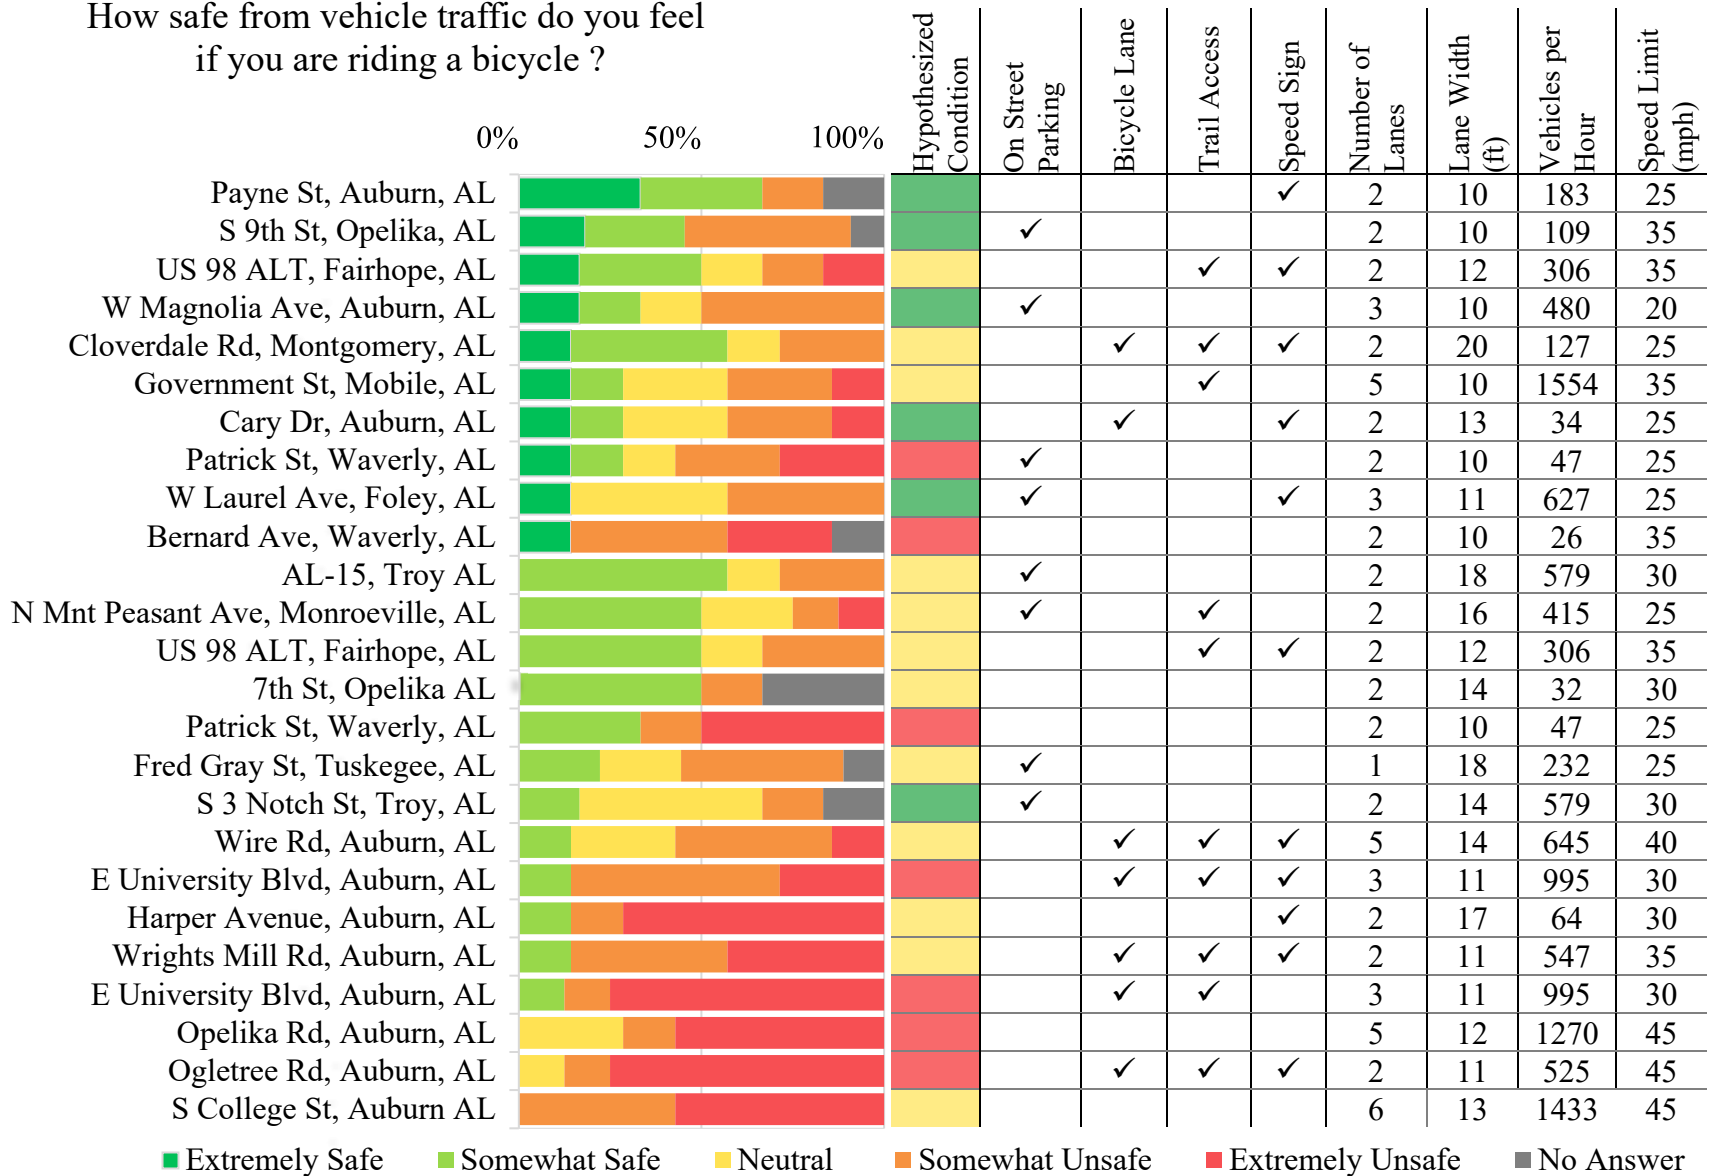 How safe from vehicle traffic do you feel
if you are riding a bicycle ?
0% 50% 100%
Hypothesized
Condition
On Street
Parking
Bicycle Lane
Trail Access
Speed Sign
Number of
Lanes
Lane Width
(ft)
Vehicles per
Hour
Speed Limit
(mph)
Payne St, Auburn, AL ✓ 2 10 183 25
S 9th St, Opelika, AL ✓ 2 10 109 35
US 98 ALT, Fairhope, AL ✓ ✓ 2 12 306 35
W Magnolia Ave, Auburn, AL ✓ 3 10 480 20
Cloverdale Rd, Montgomery, AL ✓ ✓ ✓ 2 20 127 25
Government St, Mobile, AL ✓ 5 10 1554 35
Cary Dr, Auburn, AL ✓ ✓ 2 13 34 25
Patrick St, Waverly, AL ✓ 2 10 47 25
W Laurel Ave, Foley, AL ✓ ✓ 3 11 627 25
Bernard Ave, Waverly, AL 2 10 26 35
AL-15, Troy AL ✓ 2 18 579 30
N Mnt Peasant Ave, Monroeville, AL ✓ ✓ 2 16 415 25
US 98 ALT, Fairhope, AL ✓ ✓ 2 12 306 35
7th St, Opelika AL 2 14 32 30
Patrick St, Waverly, AL 2 10 47 25
Fred Gray St, Tuskegee, AL ✓ 1 18 232 25
S 3 Notch St, Troy, AL ✓ 2 14 579 30
Wire Rd, Auburn, AL ✓ ✓ ✓ 5 14 645 40
E University Blvd, Auburn, AL ✓ ✓ ✓ 3 11 995 30
Harper Avenue, Auburn, AL ✓ 2 17 64 30
Wrights Mill Rd, Auburn, AL ✓ ✓ ✓ 2 11 547 35
E University Blvd, Auburn, AL ✓ ✓ 3 11 995 30
Opelika Rd, Auburn, AL 5 12 1270 45
Ogletree Rd, Auburn, AL ✓ ✓ ✓ 2 11 525 45
S College St, Auburn AL 6 13 1433 45
Extremely Safe Somewhat Safe Neutral Somewhat Unsafe Extremely Unsafe No Answer